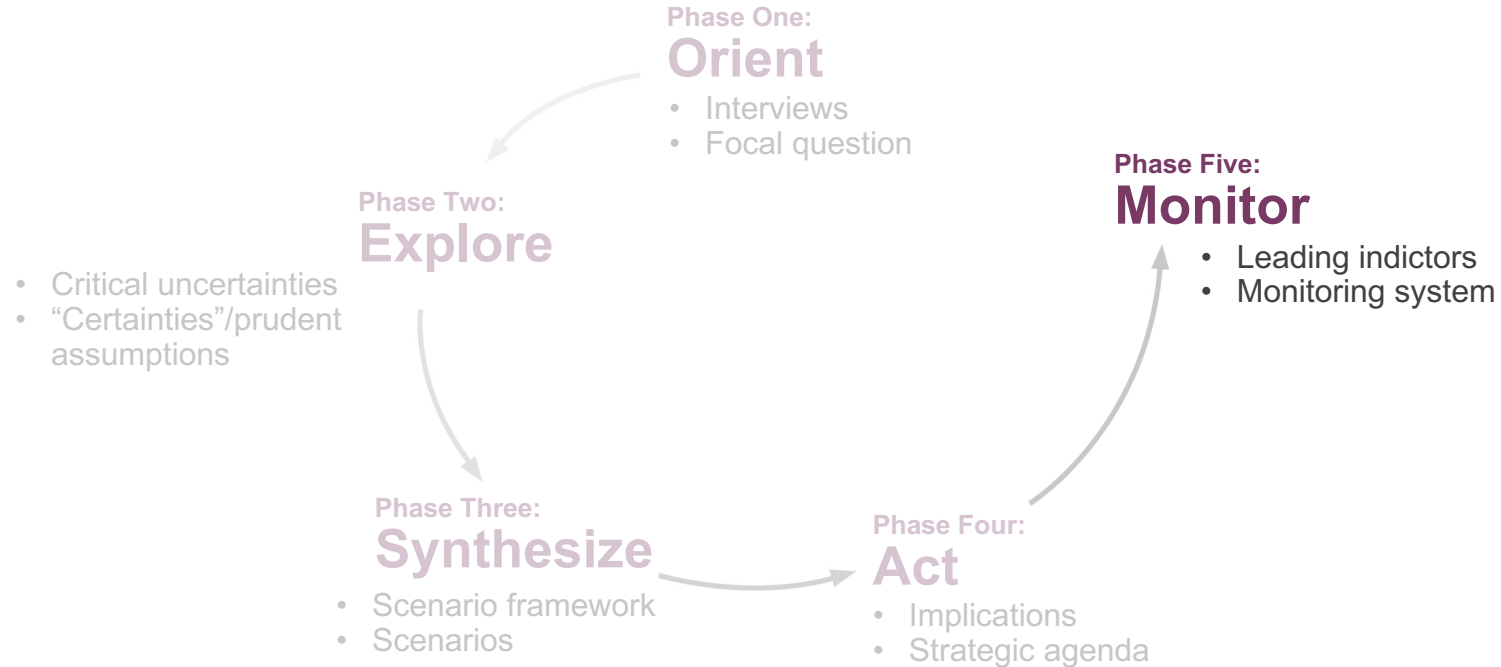 Phase One:
Orient
• Interviews
• Focal question
Phase Two:
Explore
• Critical uncertainties
• “Certainties”/prudent
assumptions
Phase Three:
Synthesize
• Scenario framework
• Scenarios
Phase Four:
Act
• Implications
• Strategic agenda
Phase Five:
Monitor
• Leading indictors
• Monitoring system